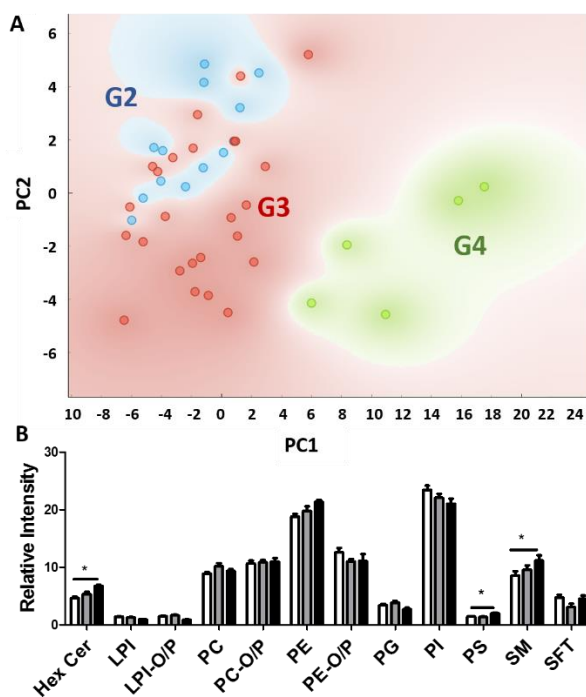 A
6
4
2
0
-2
-4
-6
PC2
G2
G3
G4
10 -8 -6 -4 -2 0 2 4 6 8 10 12 14 16 18 20 22 24
PC1
B
Relative Intensity
30
20
10
0
*
*
*
Hex Cer
LPI
LPI-O/P
PC
PC-O/P
PE
PE-O/P
PG
PI
PS
SM
SFT